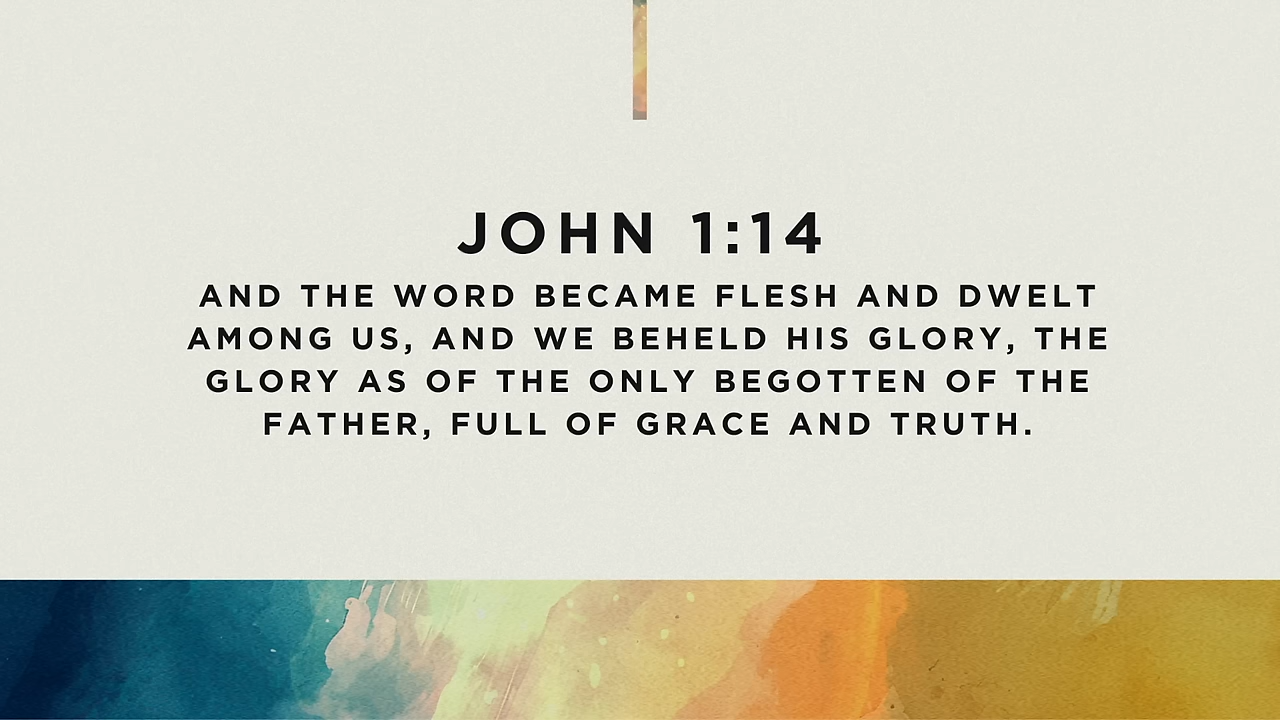 JOHN 1:14
AND THE WORD BECAME FLESH AND DWELT
AMONG US, AND WE BEHELD HIS GLORY, THE
GLORY AS OF THE ONLY BEGOTTEN OF THE
FATHER, FULL OF GRACE AND TRUTH.